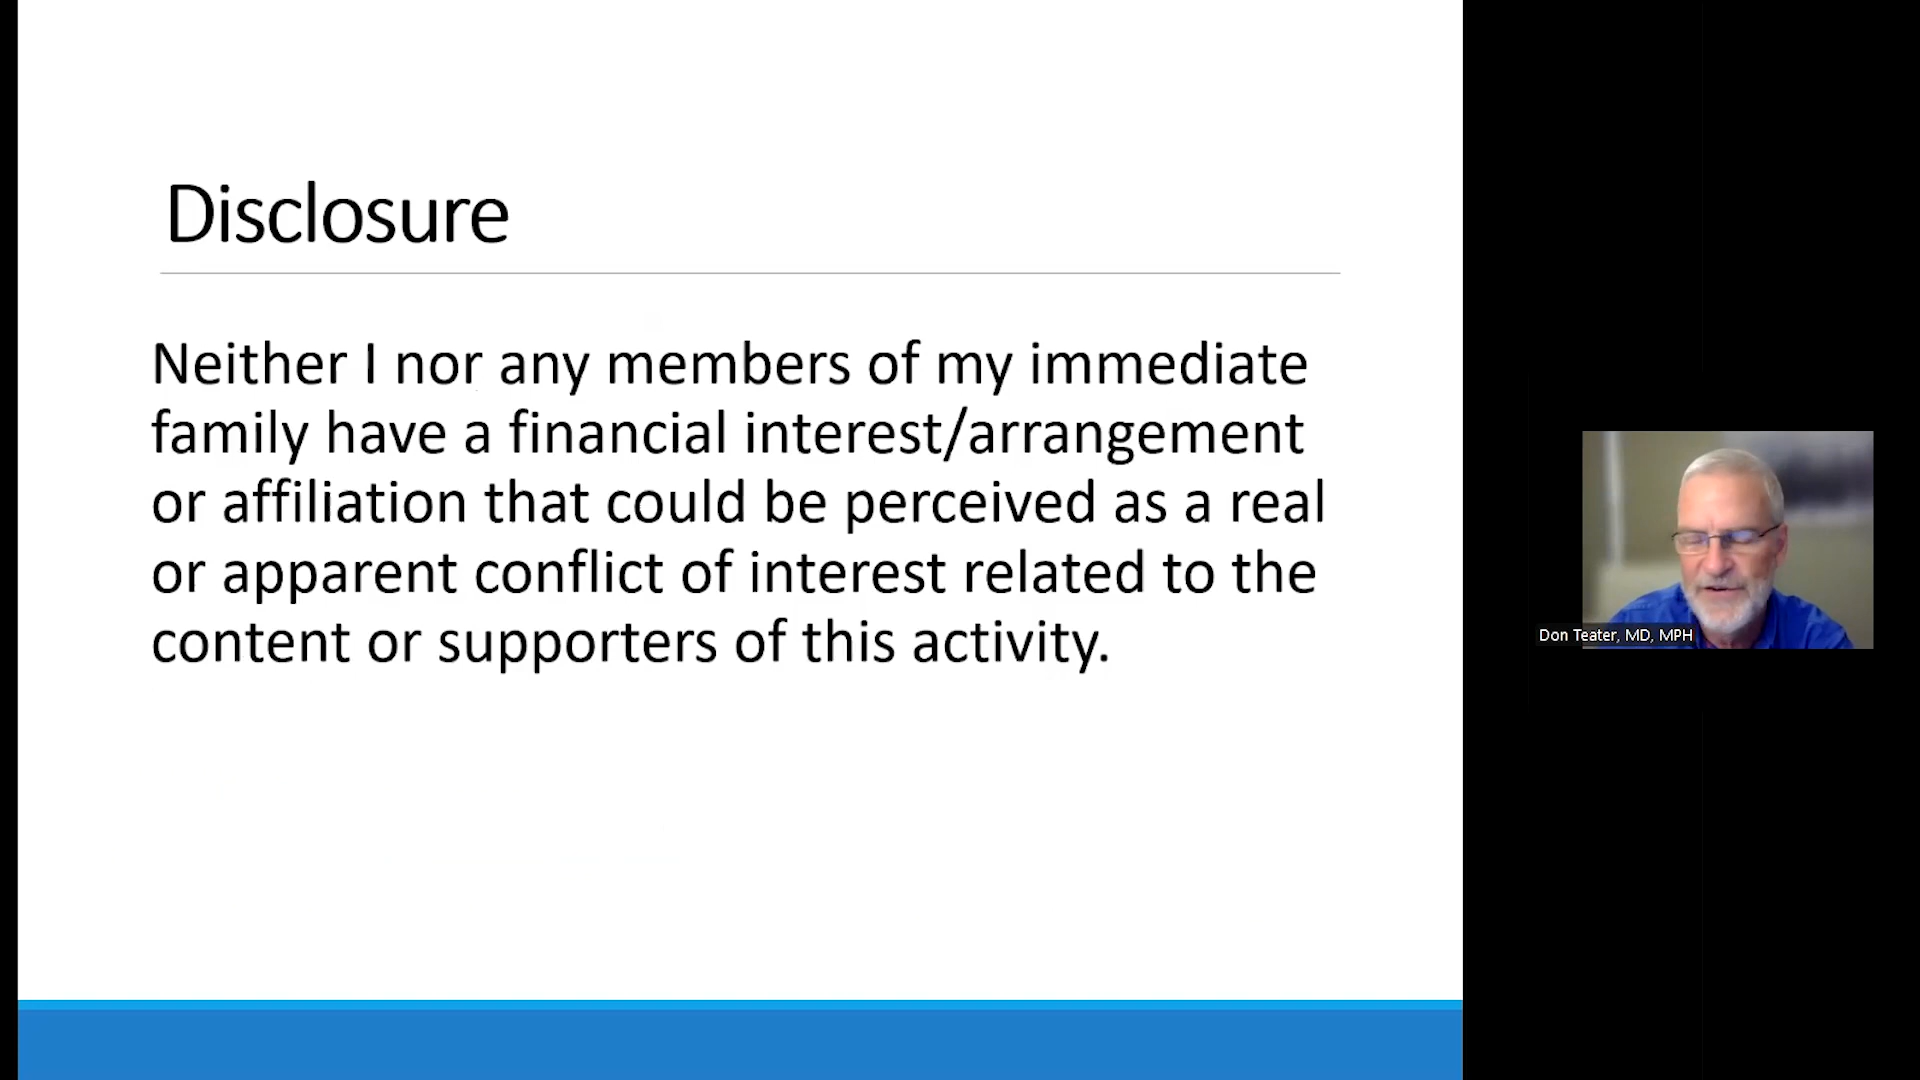 Disclosure
Neither I nor any members of my immediate
family have a financial interest/arrangement
or affiliation that could be perceived as a real
or apparent conflict of interest related to the
content or supporters of this activity.
Don Teater, MD, MPH